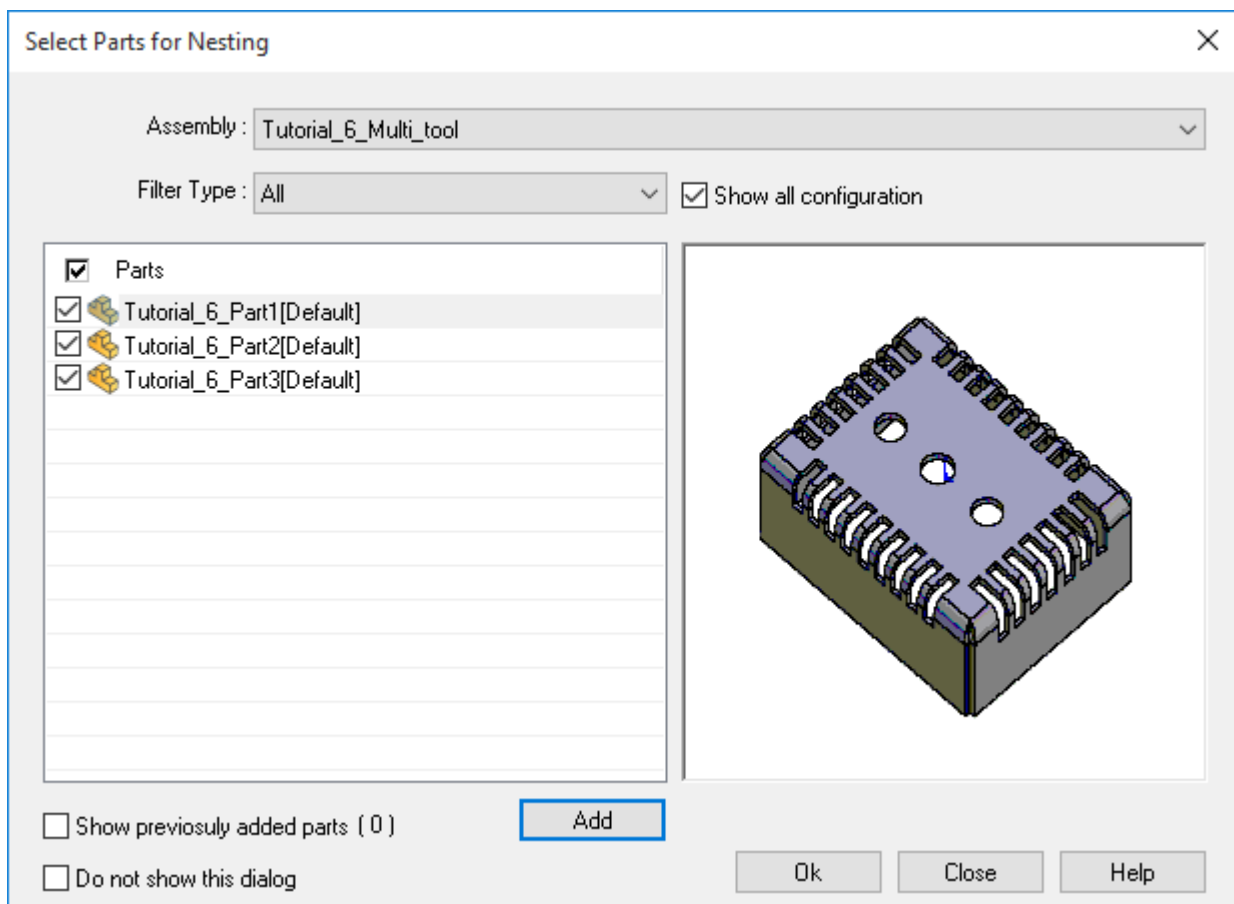 Select Parts for Nesting
Assembly : Tutorial_6_Multi_tool
Filter Type : All Show all configuration
Parts
Tutorial_6_Part1[Default]
Tutorial_6_Part2[Default]
Tutorial_6_Part3[Default]
Show previosuly added parts ( 0 ) Add
Do not show this dialog Ok Close Help